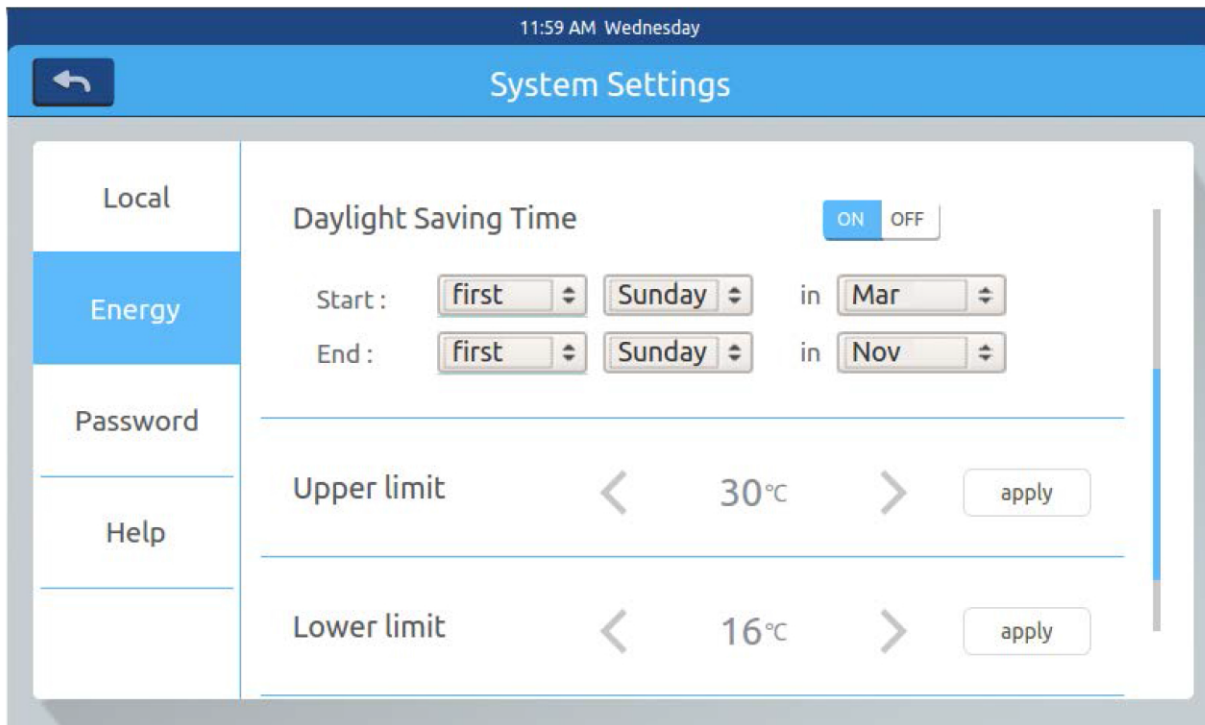 11:59 AM Wednesday
System Settings
Local
Energy
Password
Help
Daylight Saving Time ON OFF
Start : first Sunday in Mar
End : first Sunday in Nov
Upper limit 30℃ apply
Lower limit 16℃ apply